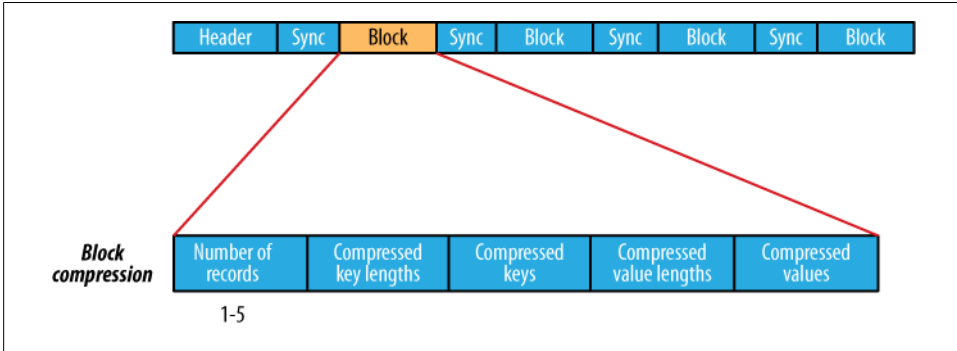 Header Sync Block Sync Block Sync Block Sync Block
Block compression
Number of records
Compressed key lengths
Compressed keys
Compressed value lengths
Compressed values
1-5